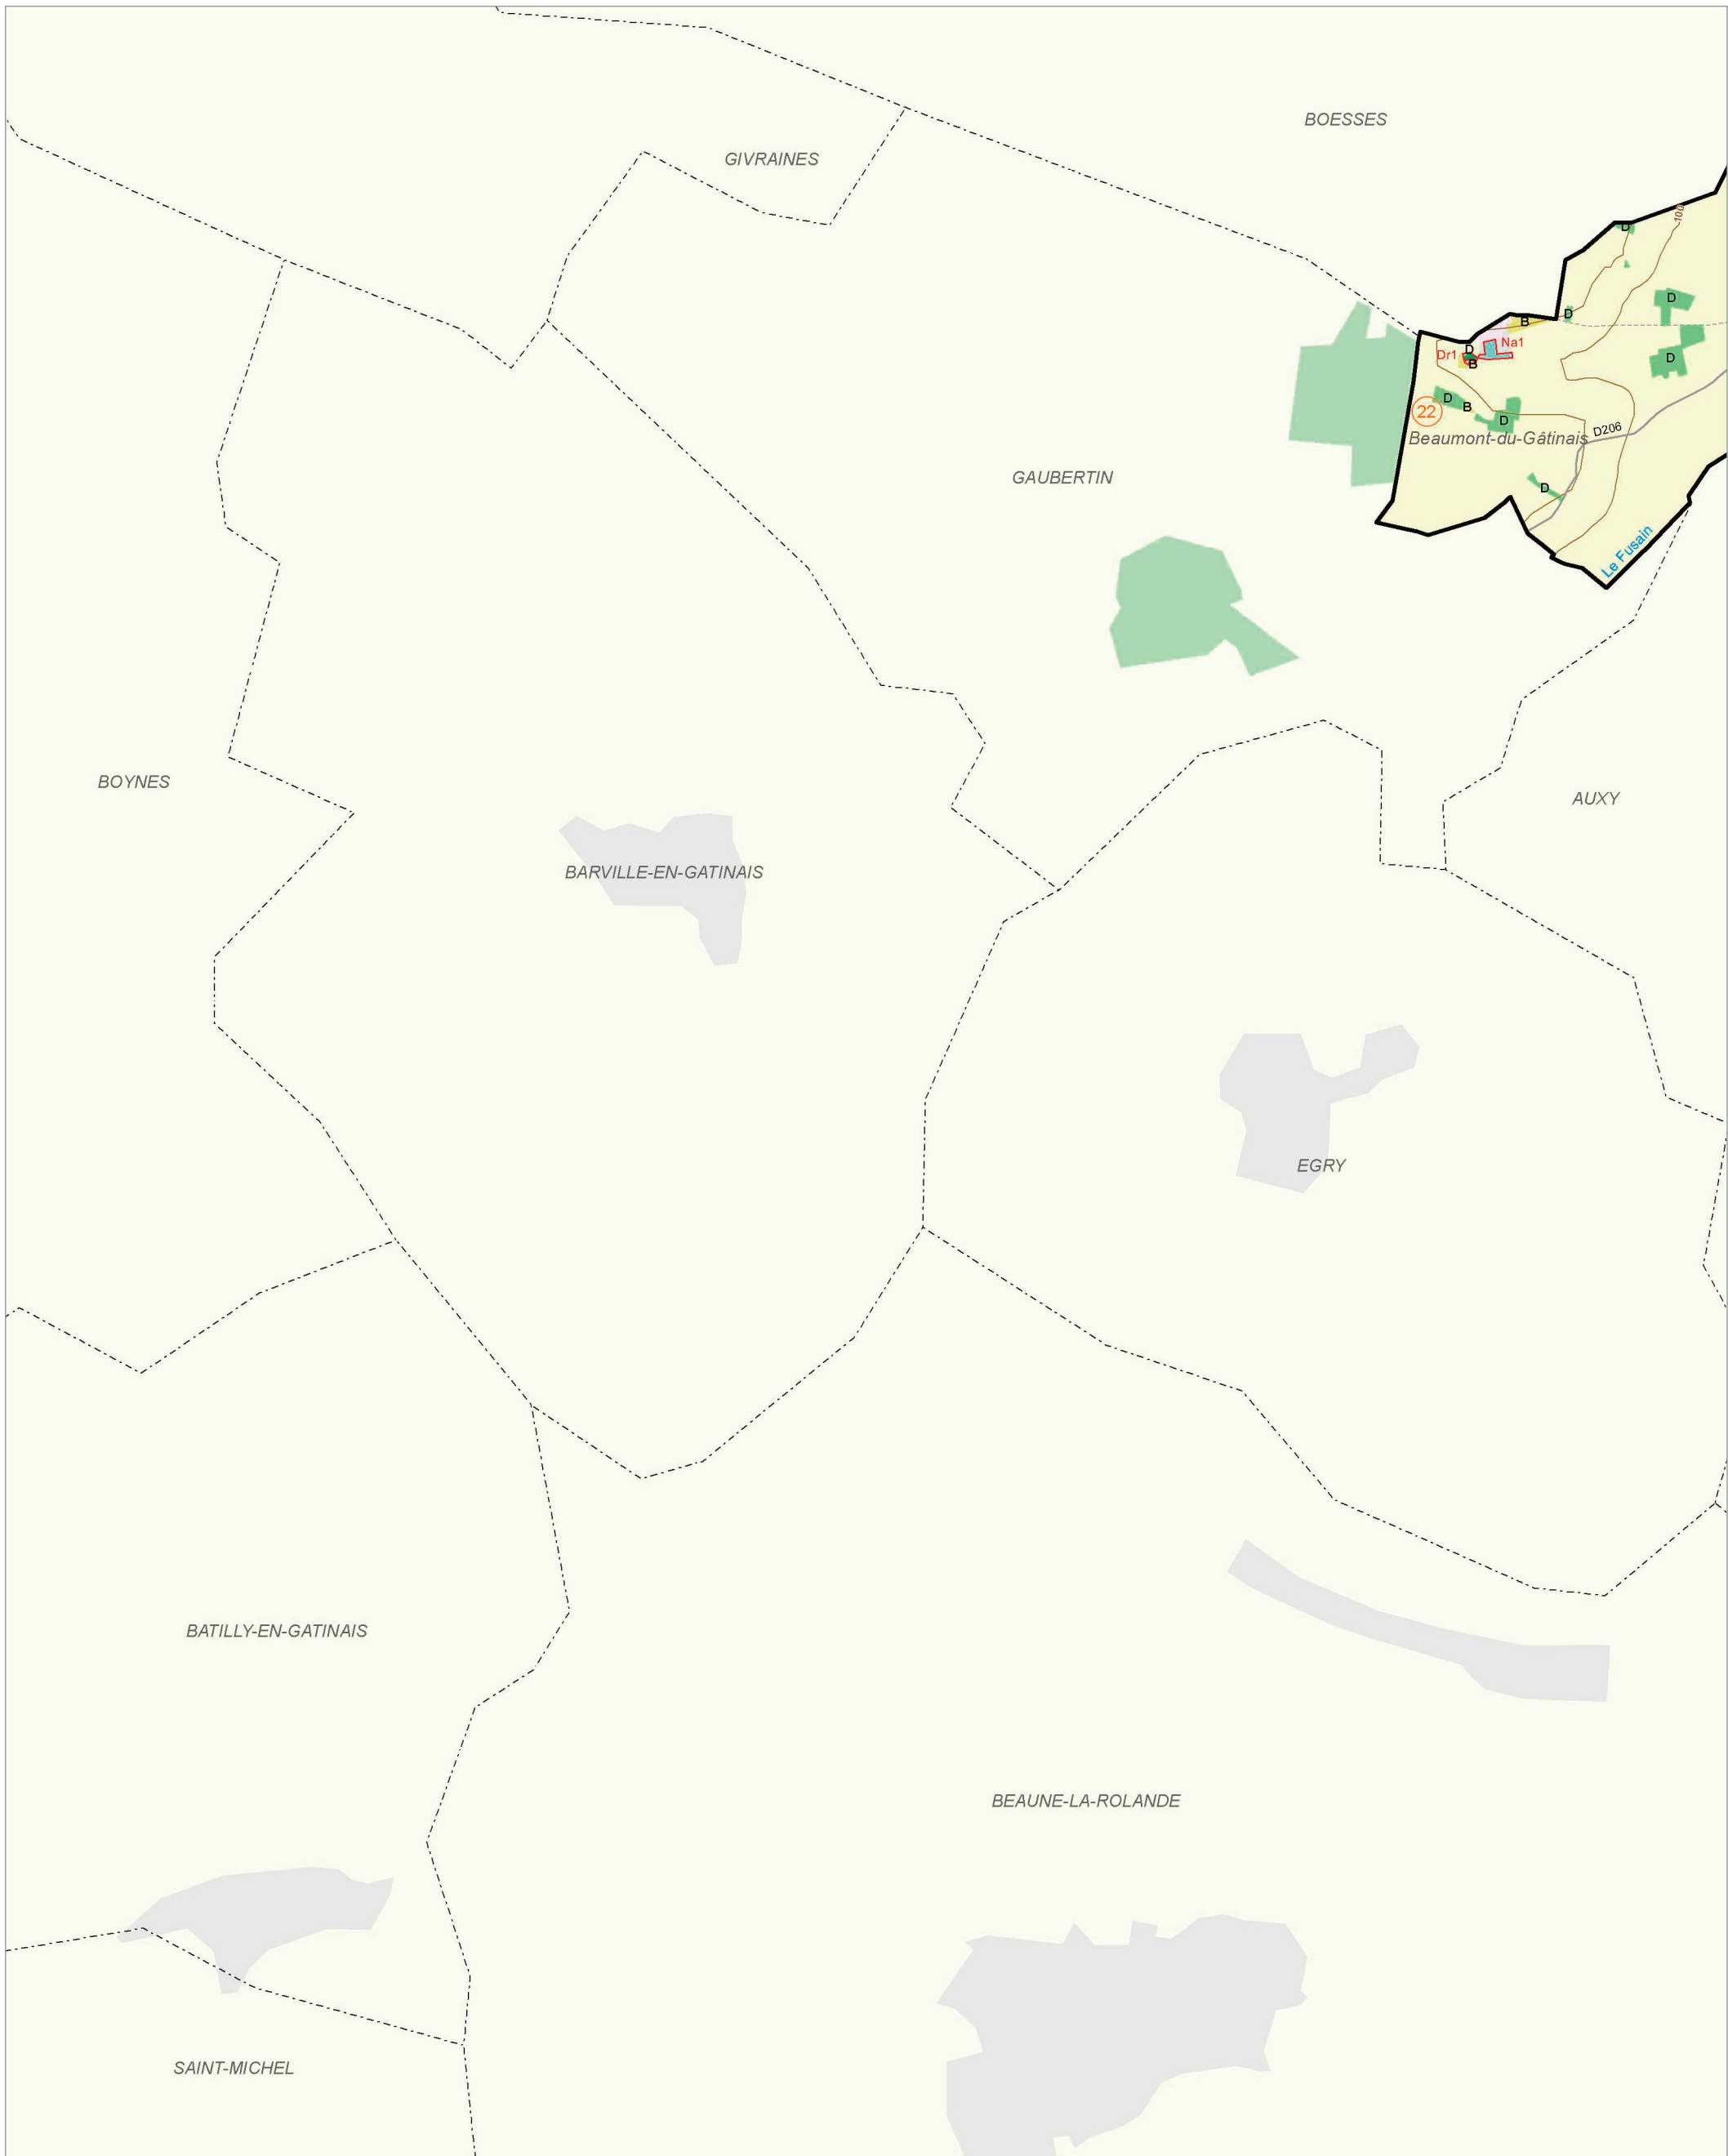 BOESSES
GIVRAINES
100
D
D
D
B
D
Na1
Dr1
B
D
D
B
22
D
Beaumont-du-Gâtinais
D206
GAUBERTIN
D
Le Fusain
BOYNES
AUXY
BARVILLE-EN-GATINAIS
EGRY
BATILLY-EN-GATINAIS
BEAUNE-LA-ROLANDE
SAINT-MICHEL